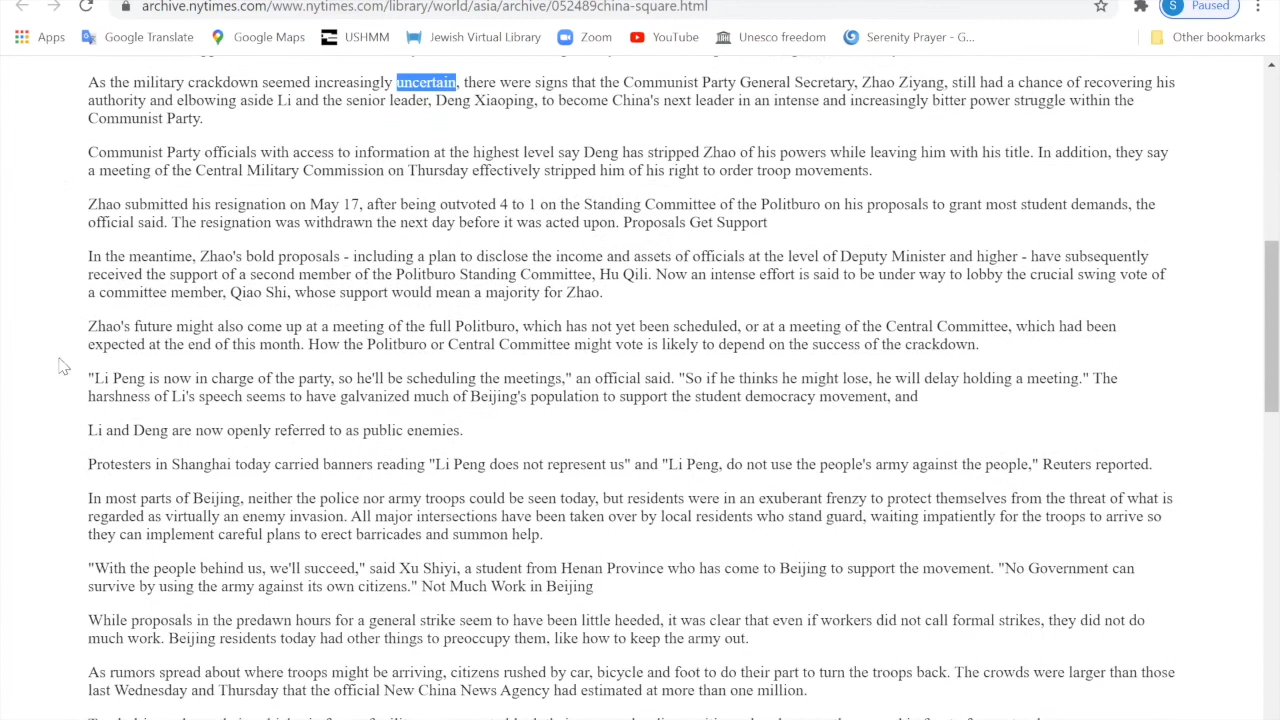 archive.nytimes.com/www.nytimes.com/library/world/asia/archive/052489china-square.html
S Paused
Apps Google Translate Google Maps USHMM Jewish Virtual Library Zoom YouTube Unesco freedom Serenity Prayer - G... Other bookmarks
As the military crackdown seemed increasingly uncertain, there were signs that the Communist Party General Secretary, Zhao Ziyang, still had a chance of recovering his
authority and elbowing aside Li and the senior leader, Deng Xiaoping, to become China's next leader in an intense and increasingly bitter power struggle within the
Communist Party.
Communist Party officials with access to information at the highest level say Deng has stripped Zhao of his powers while leaving him with his title. In addition, they say
a meeting of the Central Military Commission on Thursday effectively stripped him of his right to order troop movements.
Zhao submitted his resignation on May 17, after being outvoted 4 to 1 on the Standing Committee of the Politburo on his proposals to grant most student demands, the
official said. The resignation was withdrawn the next day before it was acted upon. Proposals Get Support
In the meantime, Zhao's bold proposals - including a plan to disclose the income and assets of officials at the level of Deputy Minister and higher - have subsequently
received the support of a second member of the Politburo Standing Committee, Hu Qili. Now an intense effort is said to be under way to lobby the crucial swing vote of
a committee member, Qiao Shi, whose support would mean a majority for Zhao.
Zhao's future might also come up at a meeting of the full Politburo, which has not yet been scheduled, or at a meeting of the Central Committee, which had been
expected at the end of this month. How the Politburo or Central Committee might vote is likely to depend on the success of the crackdown.
"Li Peng is now in charge of the party, so he'll be scheduling the meetings," an official said. "So if he thinks he might lose, he will delay holding a meeting." The
harshness of Li's speech seems to have galvanized much of Beijing's population to support the student democracy movement, and
Li and Deng are now openly referred to as public enemies.
Protesters in Shanghai today carried banners reading "Li Peng does not represent us" and "Li Peng, do not use the people's army against the people," Reuters reported.
In most parts of Beijing, neither the police nor army troops could be seen today, but residents were in an exuberant frenzy to protect themselves from the threat of what is
regarded as virtually an enemy invasion. All major intersections have been taken over by local residents who stand guard, waiting impatiently for the troops to arrive so
they can implement careful plans to erect barricades and summon help.
"With the people behind us, we'll succeed," said Xu Shiyi, a student from Henan Province who has come to Beijing to support the movement. "No Government can
survive by using the army against its own citizens." Not Much Work in Beijing
While proposals in the predawn hours for a general strike seem to have been little heeded, it was clear that even if workers did not call formal strikes, they did not do
much work. Beijing residents today had other things to preoccupy them, like how to keep the army out.
As rumors spread about where troops might be arriving, citizens rushed by car, bicycle and foot to do their part to turn the troops back. The crowds were larger than those
last Wednesday and Thursday that the official New China News Agency had estimated at more than one million.